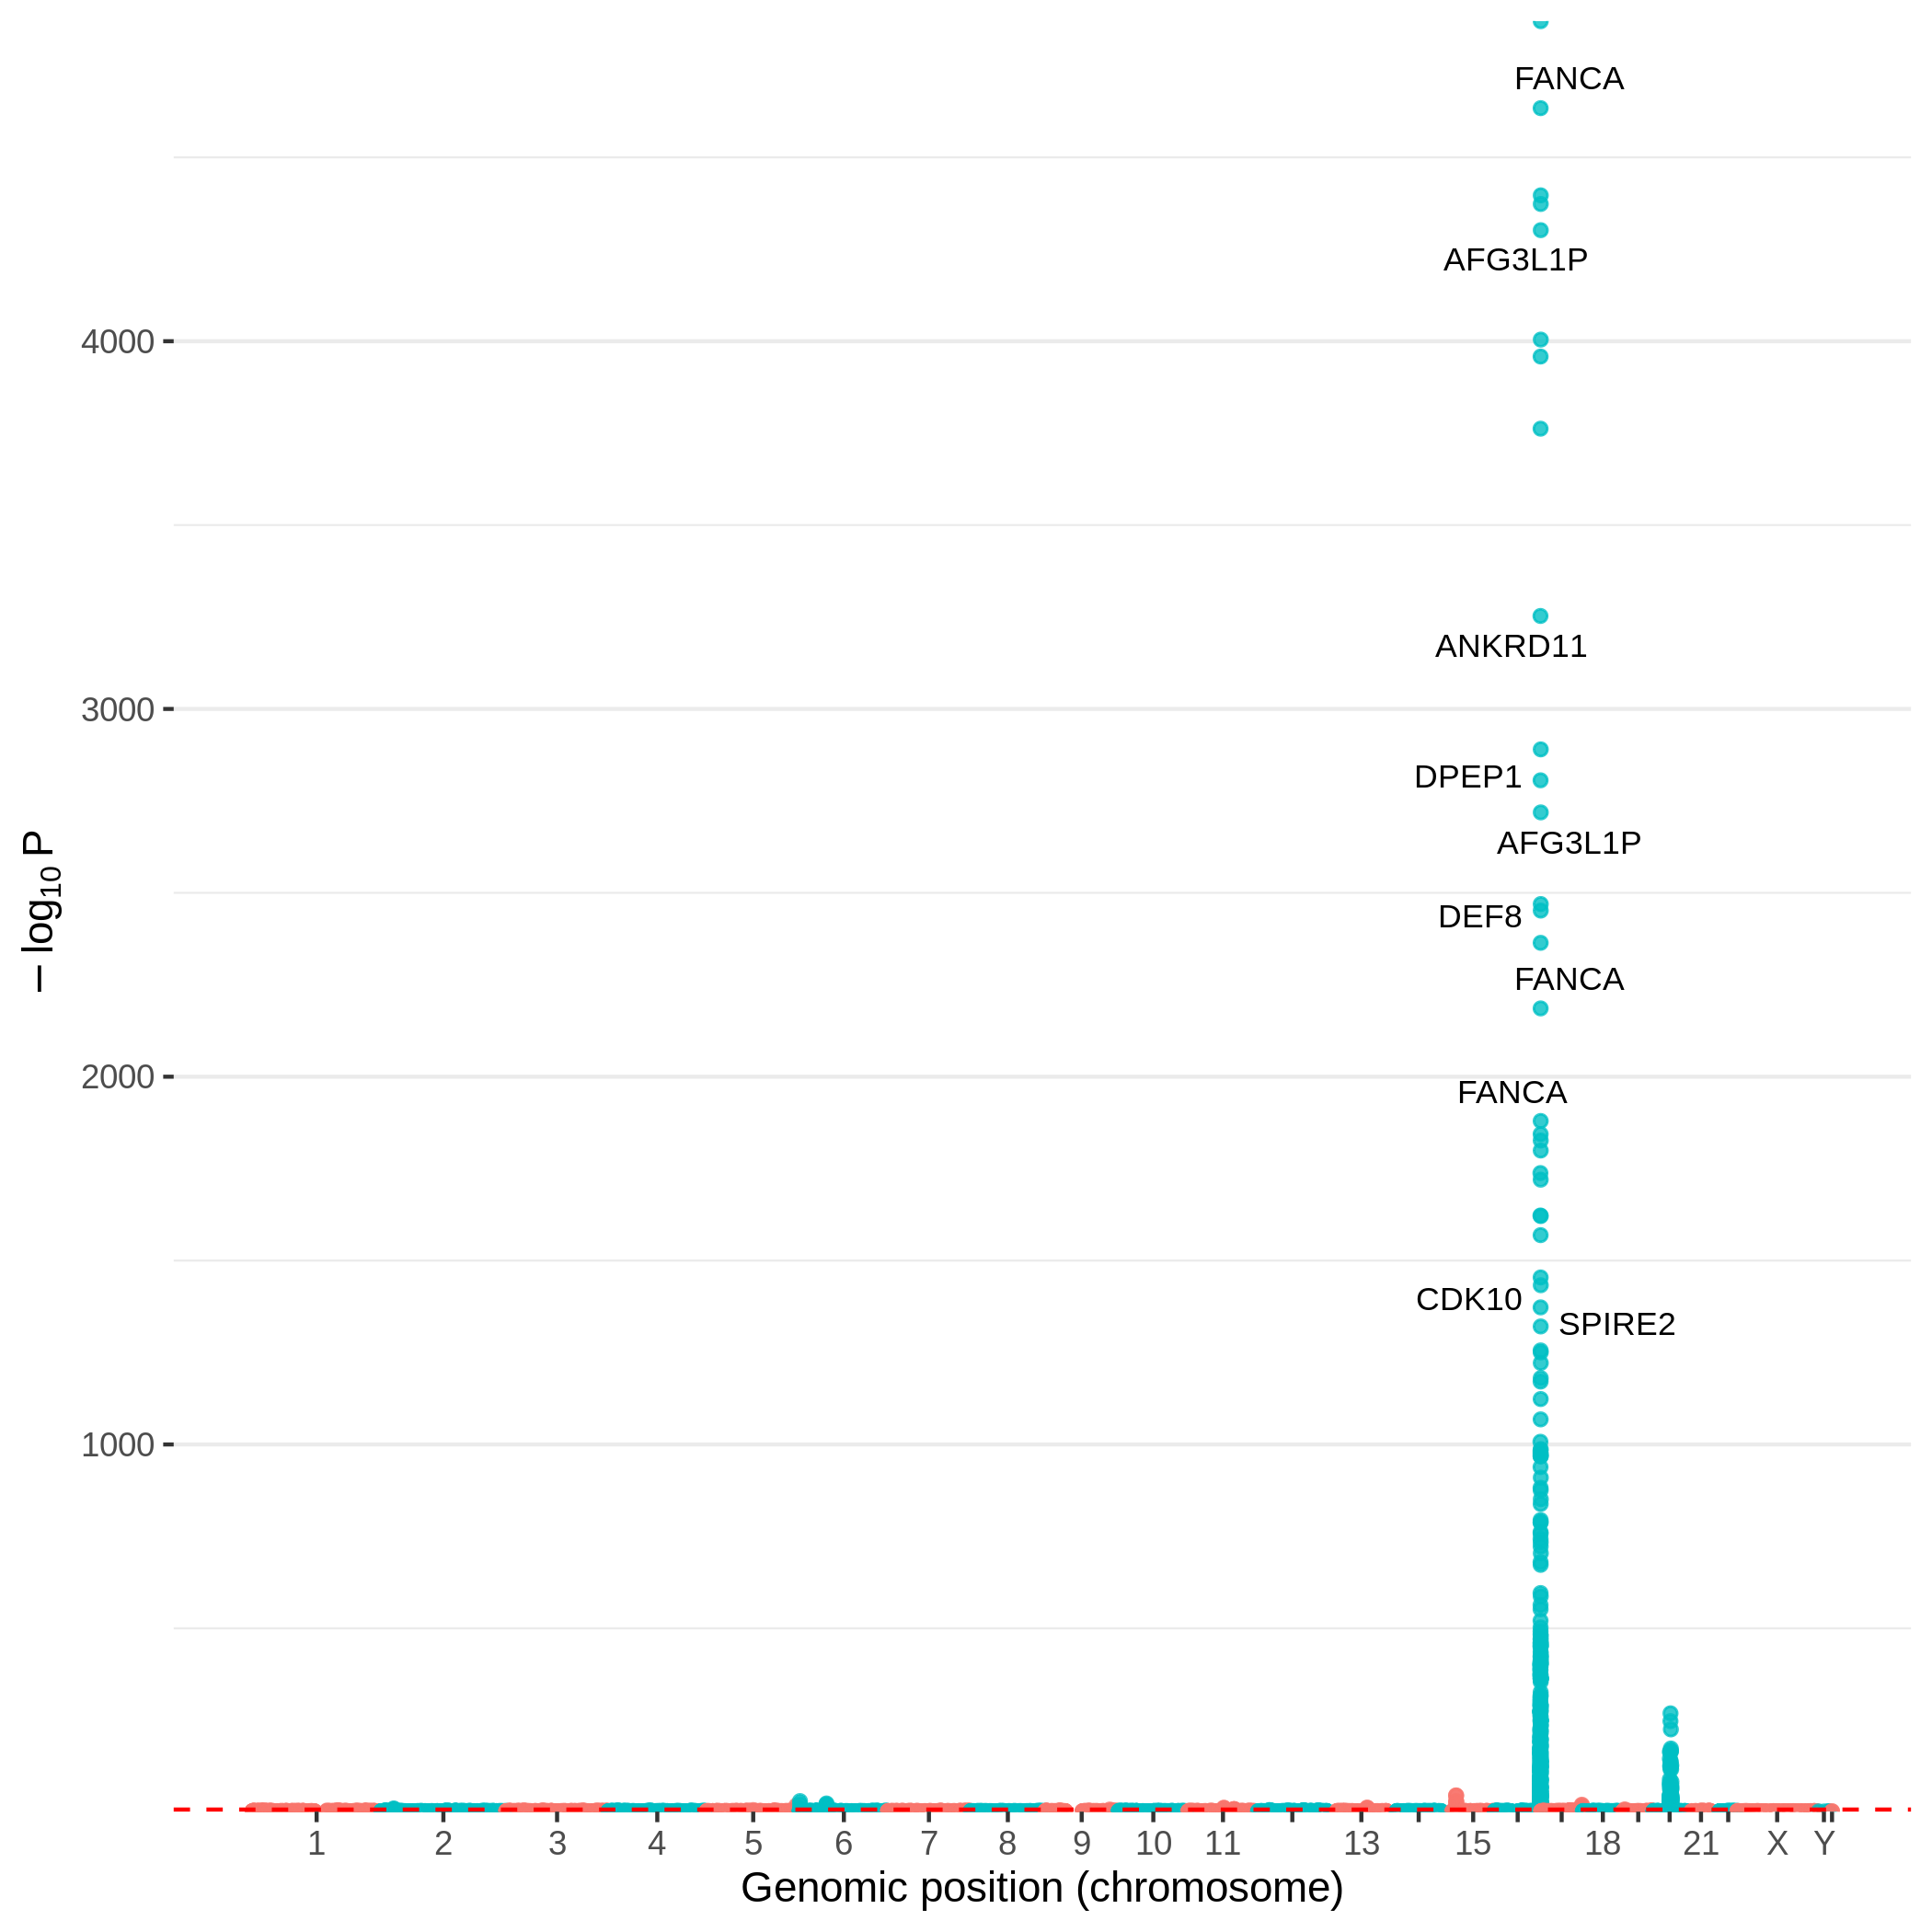 FANCA
AFG3L1P
4000
ANKRD11
3000
DPEP1
AFG3L1P
DEF8
FANCA
2000
FANCA
CDK10
SPIRE2
1000
– log10 P
1 2 3 4 5 6 7 8 9 10 11 13 15 18 21 X Y
Genomic position (chromosome)